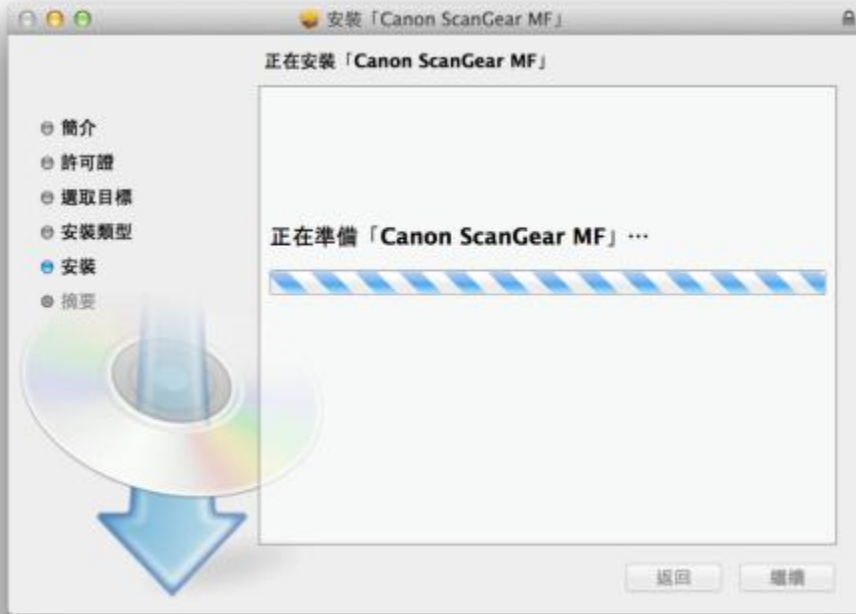 安裝「Canon ScanGear MF」
正在安裝「Canon ScanGear MF」
簡介
許可證
選取目標
安裝類型
安裝
摘要
正在準備「Canon ScanGear MF」⋯
返回
繼續